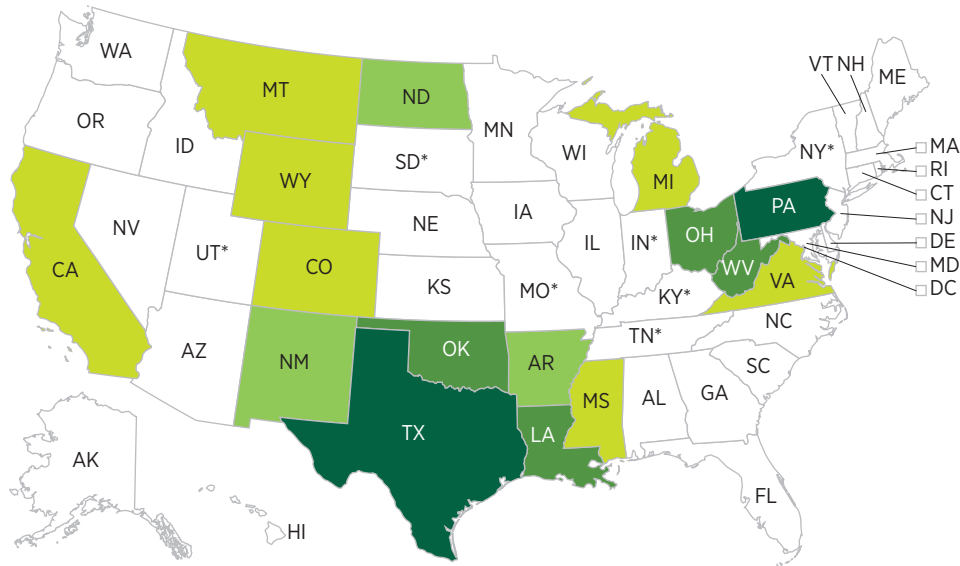 WA
MT
ND
VT NH
ME
OR
ID
MN
SD*
WI
NY*
MA
RI
WY
MI
CT
PA
NJ
NV
NE
IA
OH
DE
UT*
IL
IN*
MD
CA
CO
WV
VA
DC
KS
MO*
KY*
NC
TN*
AZ
NM
OK
AR
SC
MS
AL
GA
TX
LA
AK
FL
HI